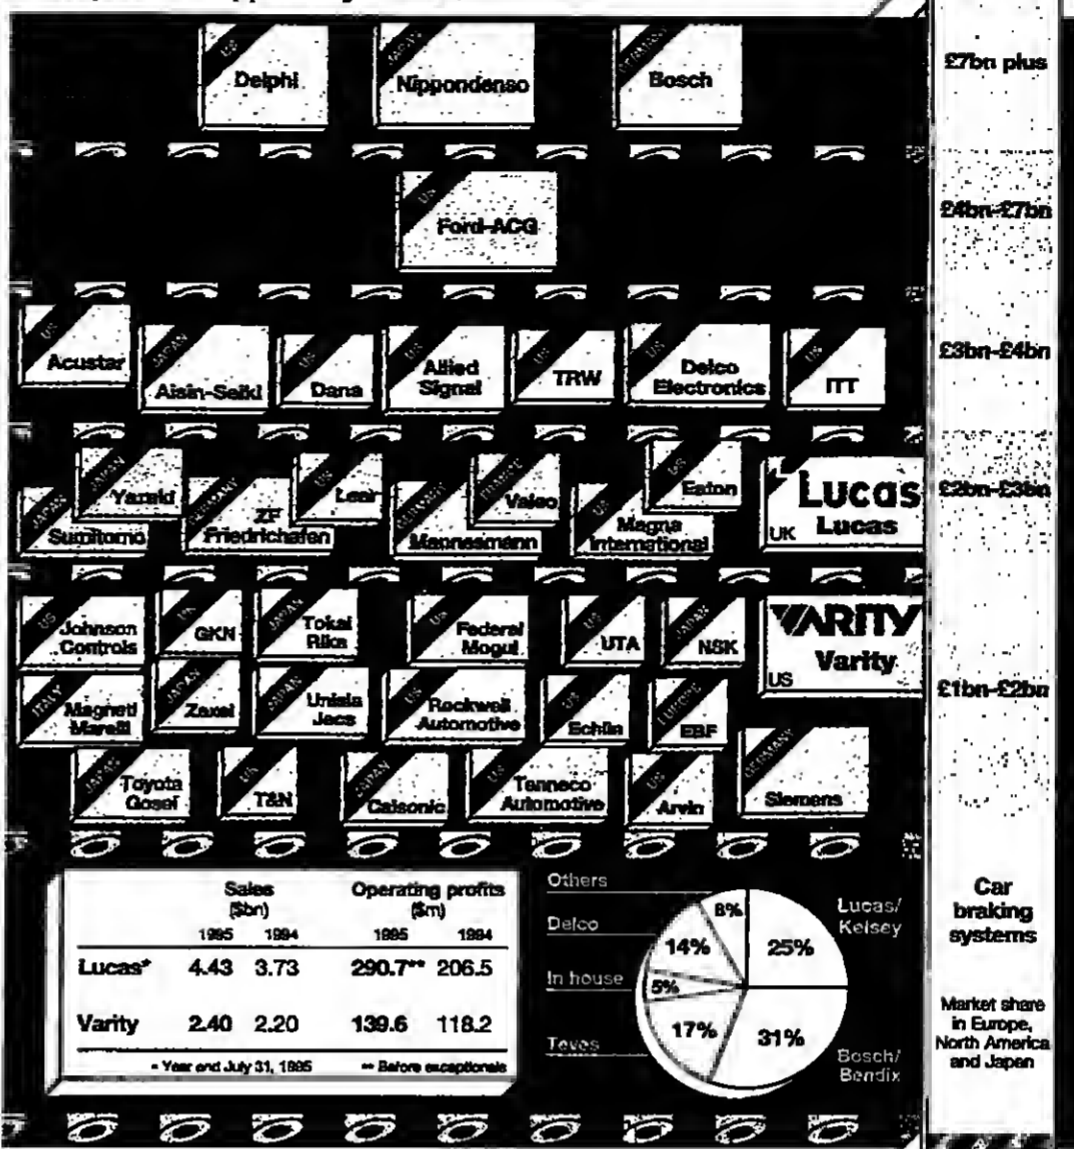 US
Delphi
JAPAN
Nippondenso
GERMANY
Bosch
£7bn plus
US
Ford-ACG
£4bn-£7bn
US
Acustar
JAPAN
Aisin-Seiki
US
Dana
US
Allied
Signal
US
TRW
US
Delco
Electronics
US
ITT
£3bn-£4bn
JAPAN
Sumitomo
JAPAN
Yazaki
GERMANY
ZF
Friedrichafen
US
Lear
GERMANY
Mannesmann
FRANCE
Valeo
US
Magna
International
US
Eaton
Lucas
Lucas
UK
£2bn-£3bn
US
Johnson
Controls
UK
GKN
JAPAN
Tokai
Rika
US
Federal
Mogul
US
UTA
JAPAN
NSK
VARITY
Varity
US
£1bn-£2bn
ITALY
Magneti
Marelli
JAPAN
Zexel
JAPAN
Unisia
Jecs
US
Rockwell
Automotive
US
Echlin
EUROPE
EBF
JAPAN
Toyota
Gosei
UK
T&N
JAPAN
Calsonic
US
Tenneco
Automotive
US
Arvin
GERMANY
Siemens
Sales Operating profits
($bn) ($m)
1995 1994 1995 1994
Lucas* 4.43 3.73 290.7** 206.5
Varity 2.40 2.20 139.6 118.2
* Year end July 31, 1995 ** Before exceptionals
Others
8%
Delco
14%
In house
5%
Teves
17%
Lucas/
Kelsey
25%
31%
Bosch/
Bendix
Car
braking
systems
Market share
in Europe,
North America
and Japan